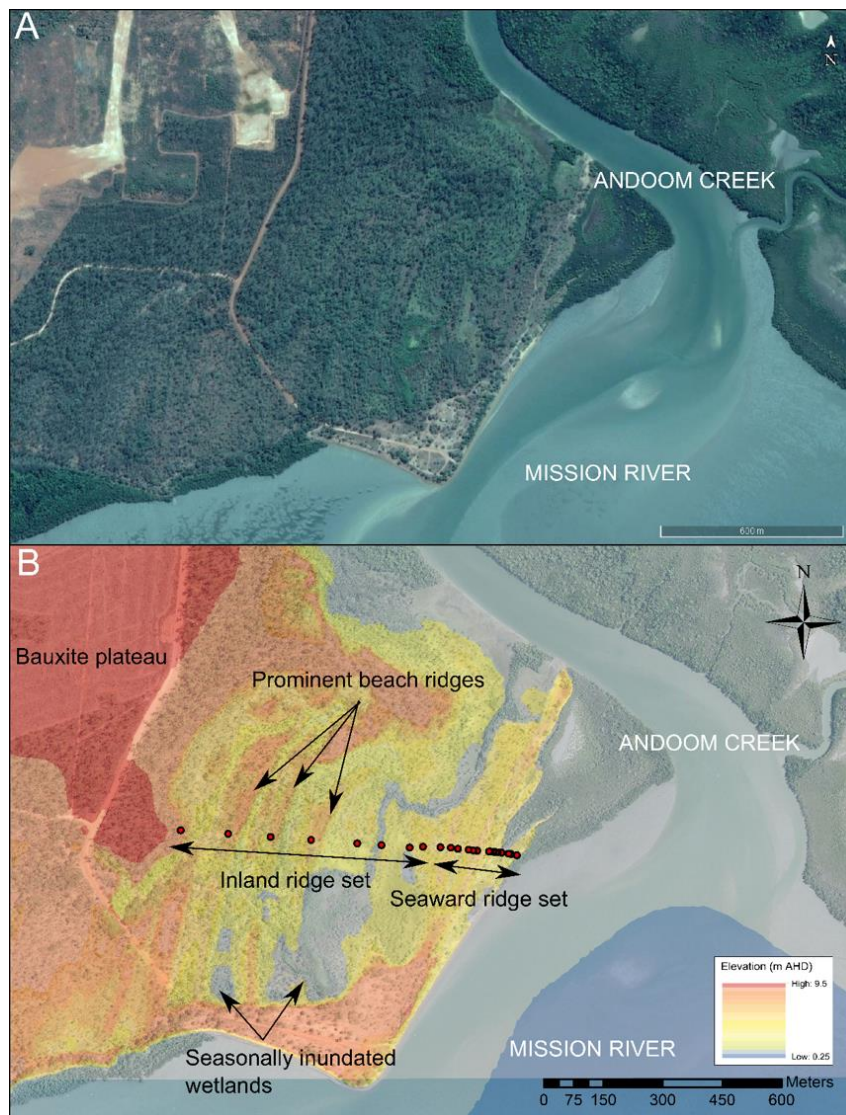 A
N
ANDOOM CREEK
MISSION RIVER
600 m
B
N
Bauxite plateau
Prominent beach ridges
ANDOOM CREEK
Inland ridge set
Seaward ridge set
Elevation (m AHD)
High: 9.5
Low: 0.25
Seasonally inundated
wetlands
MISSION RIVER
Meters
0 75 150 300 450 600